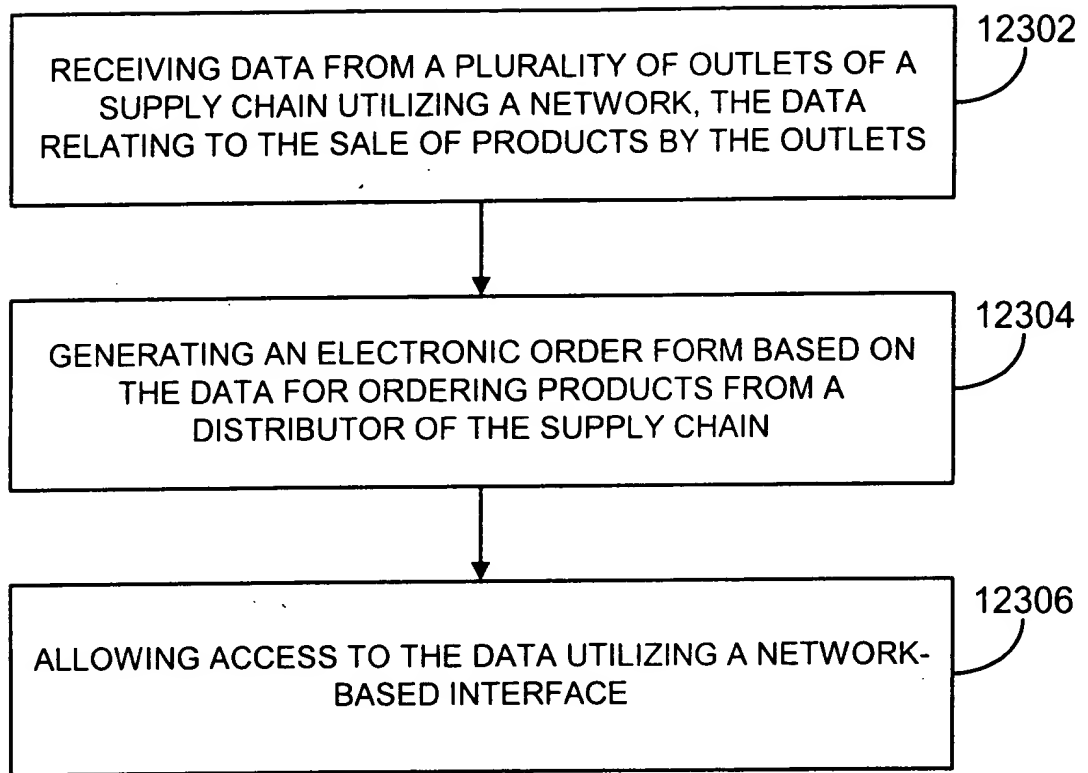 12302
RECEIVING DATA FROM A PLURALITY OF OUTLETS OF A
SUPPLY CHAIN UTILIZING A NETWORK, THE DATA
RELATING TO THE SALE OF PRODUCTS BY THE OUTLETS
12304
GENERATING AN ELECTRONIC ORDER FORM BASED ON
THE DATA FOR ORDERING PRODUCTS FROM A
DISTRIBUTOR OF THE SUPPLY CHAIN
12306
ALLOWING ACCESS TO THE DATA UTILIZING A NETWORK-
BASED INTERFACE